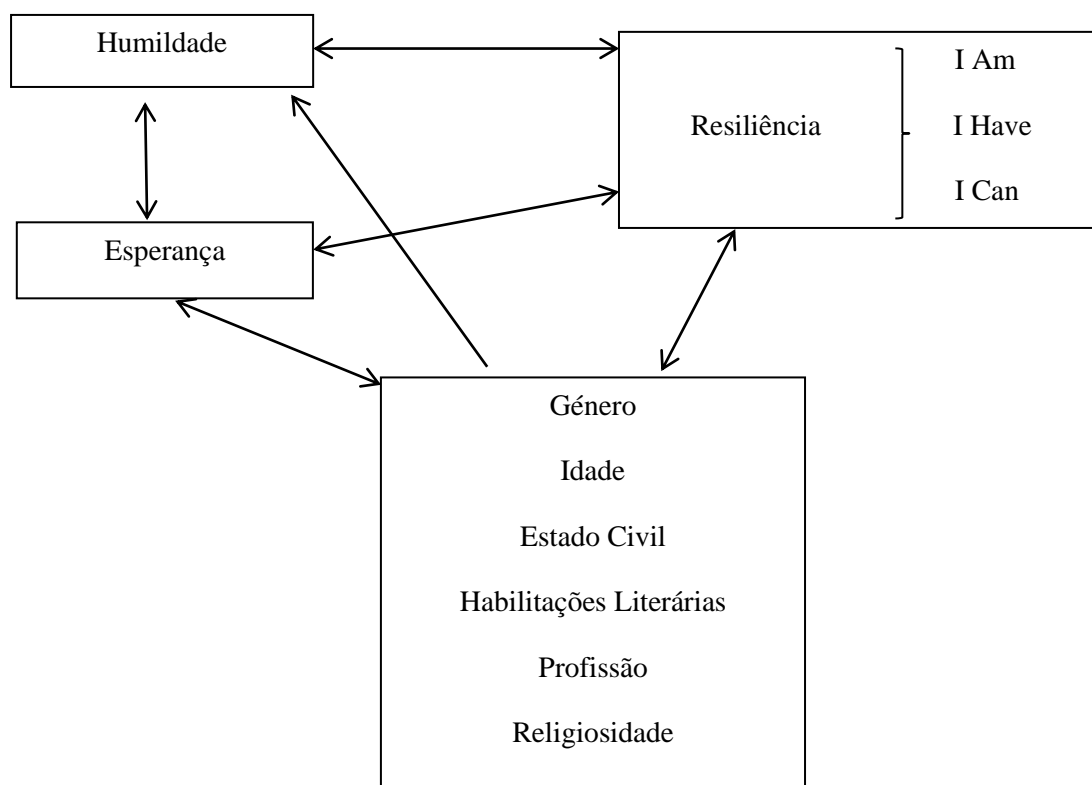 Humildade
Resiliência
I Am
I Have
I Can
Esperança
Género
Idade
Estado Civil
Habilitações Literárias
Profissão
Religiosidade